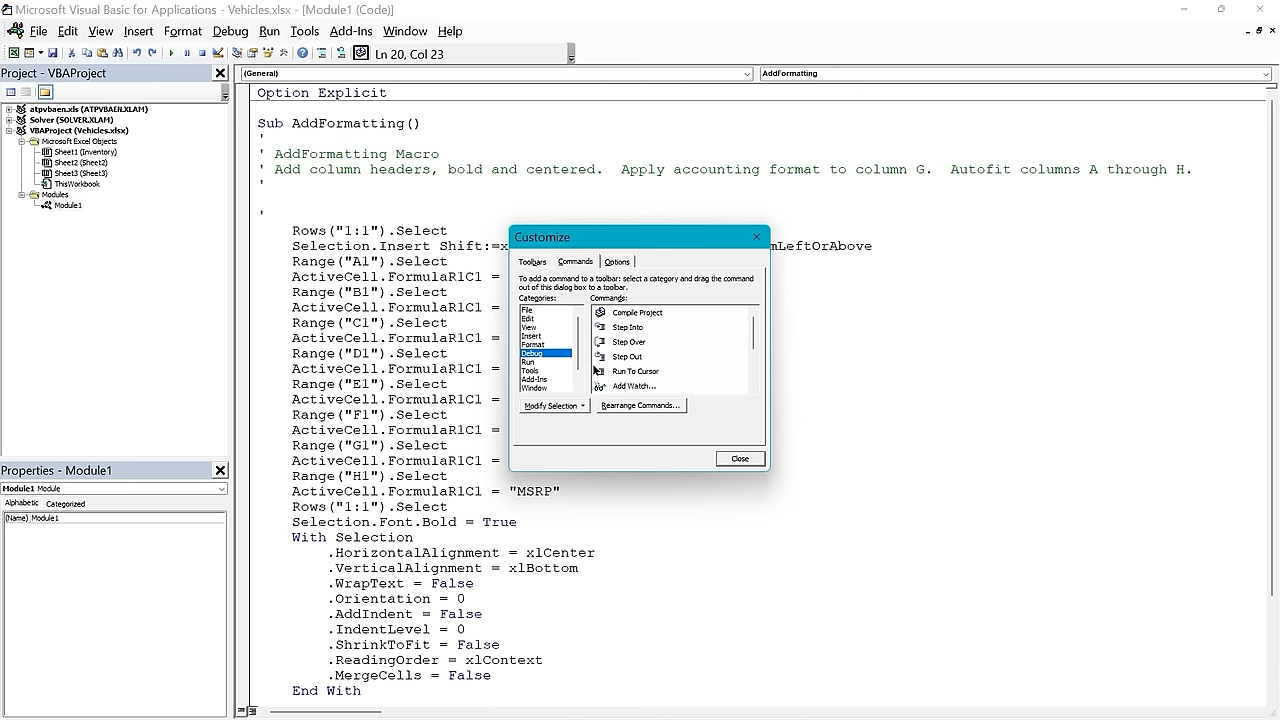 Microsoft Visual Basic for Applications - Vehicles.xlsx - [Module1 (Code)]
File Edit View Insert Format Debug Run Tools Add-Ins Window Help
Ln 20, Col 23
Project - VBAProject
(General)
AddFormatting
atpvbaen.xls (ATPVBAEN.XLAM)
Solver (SOLVER.XLAM)
VBAProject (Vehicles.xlsx)
Microsoft Excel Objects
Sheet1 (Inventory)
Sheet2 (Sheet2)
Sheet3 (Sheet3)
ThisWorkbook
Modules
Module1
Properties - Module1
Module1 Module
Alphabetic Categorized
(Name) Module1
Option Explicit
Sub AddFormatting()
'
' AddFormatting Macro
' Add column headers, bold and centered.  Apply accounting format to column G.  Autofit columns A through H.
'
'
Rows("1:1").Select
Selection.Insert Shift:=x mLeftOrAbove
Range("A1").Select
ActiveCell.FormulaR1C1 =
Range("B1").Select
ActiveCell.FormulaR1C1 =
Range("C1").Select
ActiveCell.FormulaR1C1 =
Range("D1").Select
ActiveCell.FormulaR1C1 =
Range("E1").Select
ActiveCell.FormulaR1C1 =
Range("F1").Select
ActiveCell.FormulaR1C1 =
Range("G1").Select
ActiveCell.FormulaR1C1 =
Range("H1").Select
ActiveCell.FormulaR1C1 = "MSRP"
Rows("1:1").Select
Selection.Font.Bold = True
With Selection
.HorizontalAlignment = xlCenter
.VerticalAlignment = xlBottom
.WrapText = False
.Orientation = 0
.AddIndent = False
.IndentLevel = 0
.ShrinkToFit = False
.ReadingOrder = xlContext
.MergeCells = False
End With
Customize
Toolbars Commands Options
To add a command to a toolbar: select a category and drag the command
out of this dialog box to a toolbar.
Categories:
File
Edit
View
Insert
Format
Debug
Run
Tools
Add-Ins
Window
Commands:
Compile Project
Step Into
Step Over
Step Out
Run To Cursor
Add Watch...
Modify Selection
Rearrange Commands...
Close